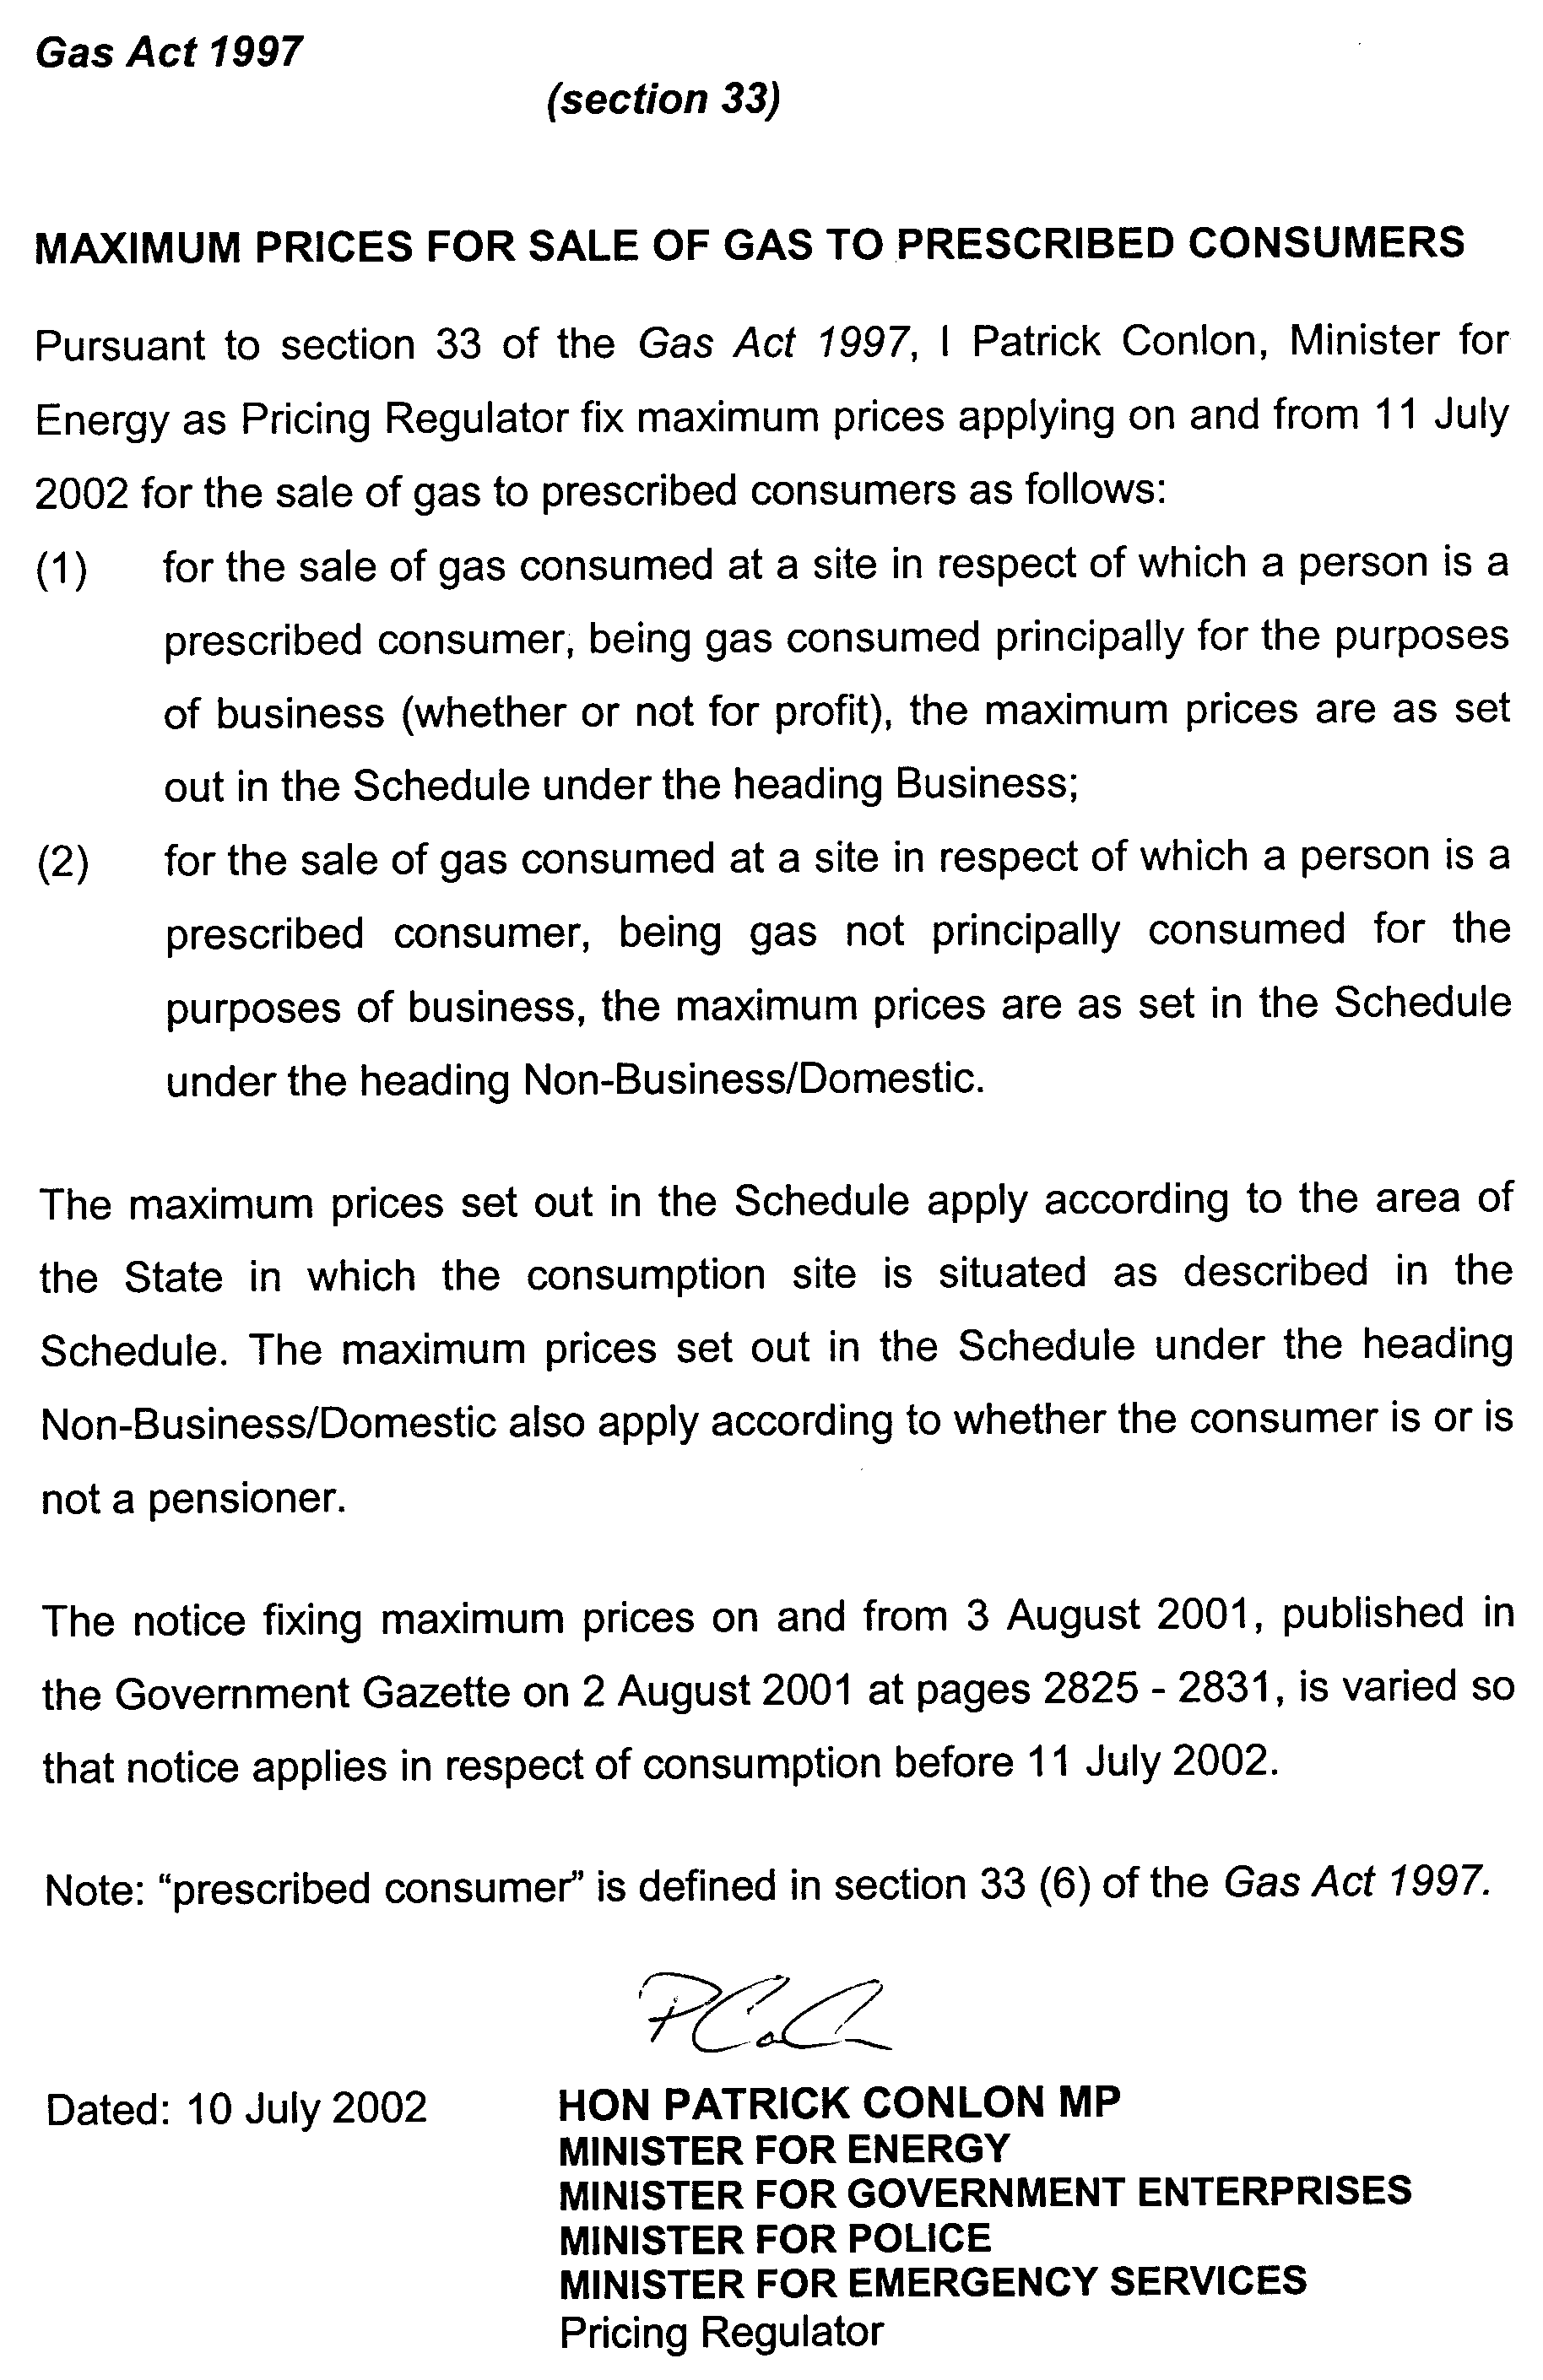 Gas Act 1997
(section 33)
MAXIMUM PRICES FOR SALE OF GAS TO PRESCRIBED CONSUMERS
Pursuant to section 33 of the Gas Act 1997, I Patrick Conlon, Minister for
Energy as Pricing Regulator fix maximum prices applying on and from 11 July
2002 for the sale of gas to prescribed consumers as follows:
(1) for the sale of gas consumed at a site in respect of which a person is a
prescribed consumer, being gas consumed principally for the purposes
of business (whether or not for profit), the maximum prices are as set
out in the Schedule under the heading Business;
(2) for the sale of gas consumed at a site in respect of which a person is a
prescribed consumer, being gas not principally consumed for the
purposes of business, the maximum prices are as set in the Schedule
under the heading Non-Business/Domestic.
The maximum prices set out in the Schedule apply according to the area of
the State in which the consumption site is situated as described in the
Schedule. The maximum prices set out in the Schedule under the heading
Non-Business/Domestic also apply according to whether the consumer is or is
not a pensioner.
The notice fixing maximum prices on and from 3 August 2001, published in
the Government Gazette on 2 August 2001 at pages 2825 - 2831, is varied so
that notice applies in respect of consumption before 11 July 2002.
Note: “prescribed consumer” is defined in section 33 (6) of the Gas Act 1997.
Dated: 10 July 2002 HON PATRICK CONLON MP
MINISTER FOR ENERGY
MINISTER FOR GOVERNMENT ENTERPRISES
MINISTER FOR POLICE
MINISTER FOR EMERGENCY SERVICES
Pricing Regulator